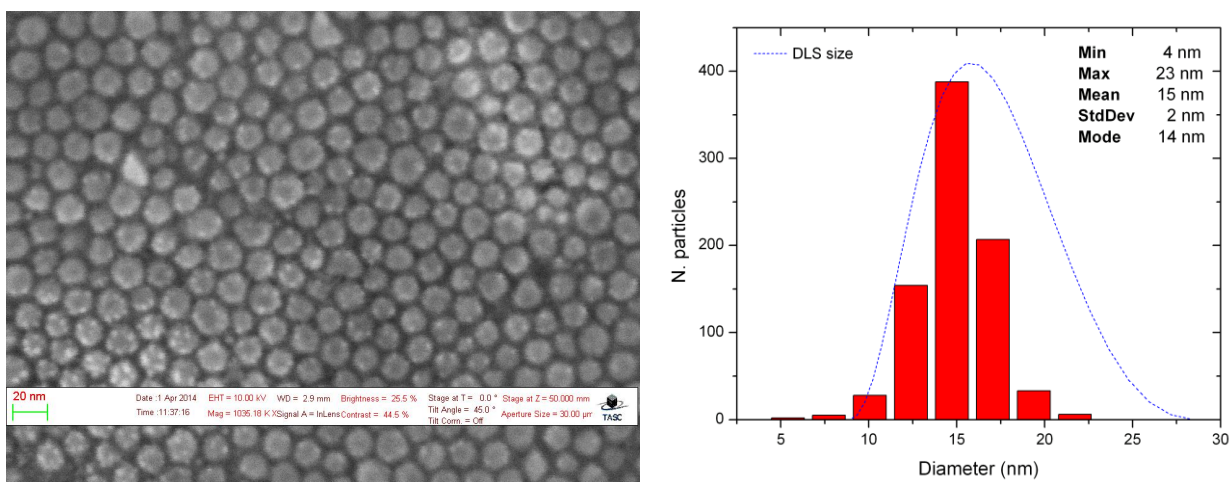 20 nm
Date :1 Apr 2014
Time :11:37:16
EHT = 10.00 kV
WD = 2.9 mm
Mag = 1035.18 K X
Signal A = InLens
Brightness = 25.5 %
Contrast = 44.5 %
Stage at T = 0.0 °
Tilt Angle = 45.0 °
Tilt Corrn. = Off
Stage at Z = 50.000 mm
Aperture Size = 30.00 µm
TASC
DLS size
Min 4 nm
Max 23 nm
Mean 15 nm
StdDev 2 nm
Mode 14 nm
N. particles
400
300
200
100
0
5 10 15 20 25 30
Diameter (nm)